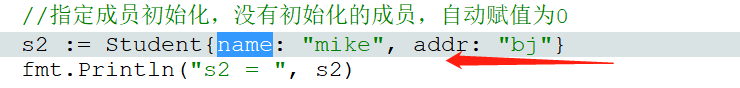 //指定成员初始化，没有初始化的成员，自动赋值为0
s2 := Student{name: "mike", addr: "bj"}
fmt.Println("s2 = ", s2)